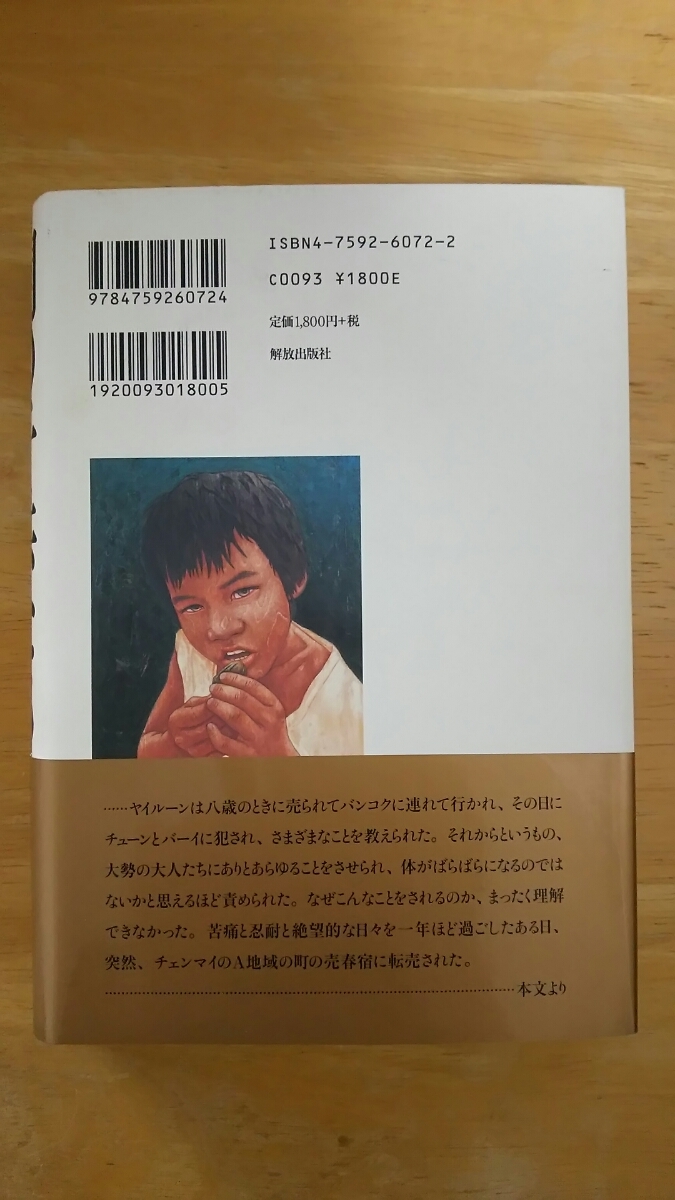 ISBN4-7592-6072-2
C0093 ¥1800E
9784759260724
定価1,800円+税
解放出版社
1920093018005
……ヤイルーンは八歳のときに売られてバンコクに連れて行かれ、その日に
チューンとバーイに犯され、さまざまなことを教えられた。それからというもの、
大勢の大人たちにありとあらゆることをさせられ、体がばらばらになるのでは
ないかと思えるほど責められた。なぜこんなことをされるのか、まったく理解
できなかった。苦痛と忍耐と絶望的な日々を一年ほど過ごしたある日、
突然、チェンマイのA地域の町の売春宿に転売された。
……本文より